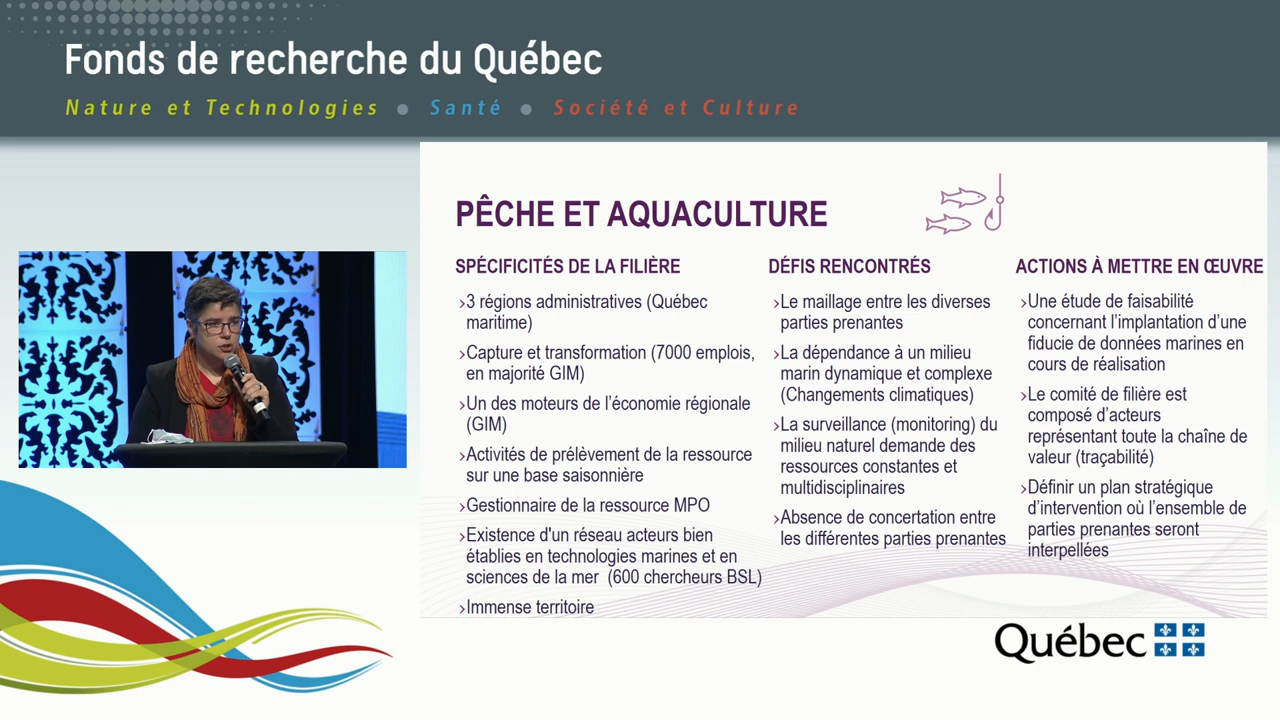 Fonds de recherche du Québec
Nature et Technologies ● Santé ● Société et Culture
PÊCHE ET AQUACULTURE
SPÉCIFICITÉS DE LA FILIÈRE
›3 régions administratives (Québec
maritime)
›Capture et transformation (7000 emplois,
en majorité GIM)
›Un des moteurs de l'économie régionale
(GIM)
›Activités de prélèvement de la ressource
sur une base saisonnière
›Gestionnaire de la ressource MPO
›Existence d'un réseau acteurs bien
établies en technologies marines et en
sciences de la mer (600 chercheurs BSL)
›Immense territoire
DÉFIS RENCONTRÉS
›Le maillage entre les diverses
parties prenantes
›La dépendance à un milieu
marin dynamique et complexe
(Changements climatiques)
›La surveillance (monitoring) du
milieu naturel demande des
ressources constantes et
multidisciplinaires
›Absence de concertation entre
les différentes parties prenantes
ACTIONS À METTRE EN ŒUVRE
›Une étude de faisabilité
concernant l'implantation d'une
fiducie de données marines en
cours de réalisation
›Le comité de filière est
composé d'acteurs
représentant toute la chaîne de
valeur (traçabilité)
›Définir un plan stratégique
d'intervention où l'ensemble de
parties prenantes seront
interpellées
Québec